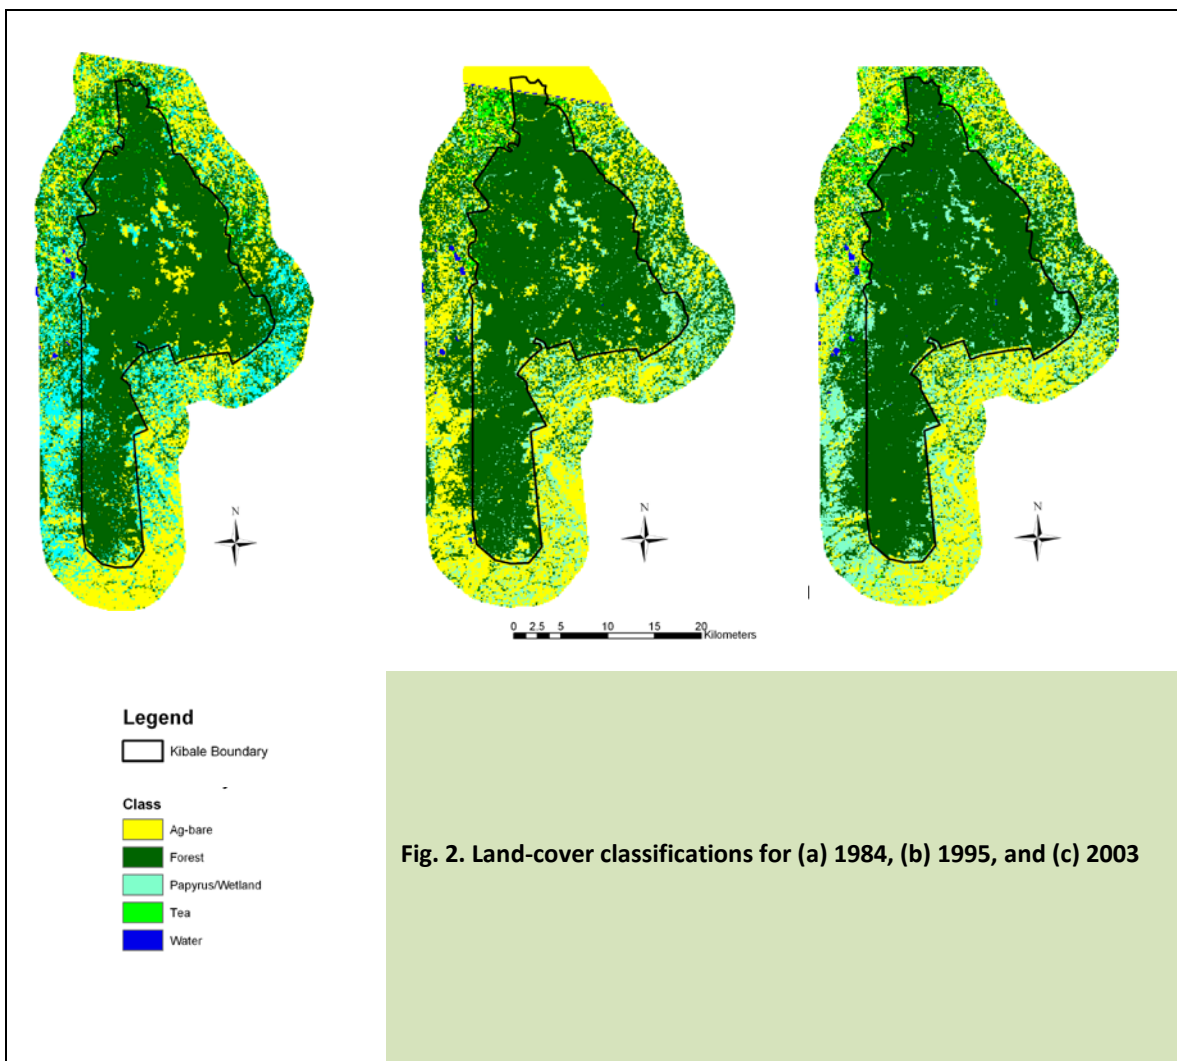 N
N
N
0 2.5 5 10 15 20
Kilometers
Legend
Kibale Boundary
Class
Ag-bare
Forest
Papyrus/Wetland
Tea
Water
Fig. 2. Land-cover classifications for (a) 1984, (b) 1995, and (c) 2003